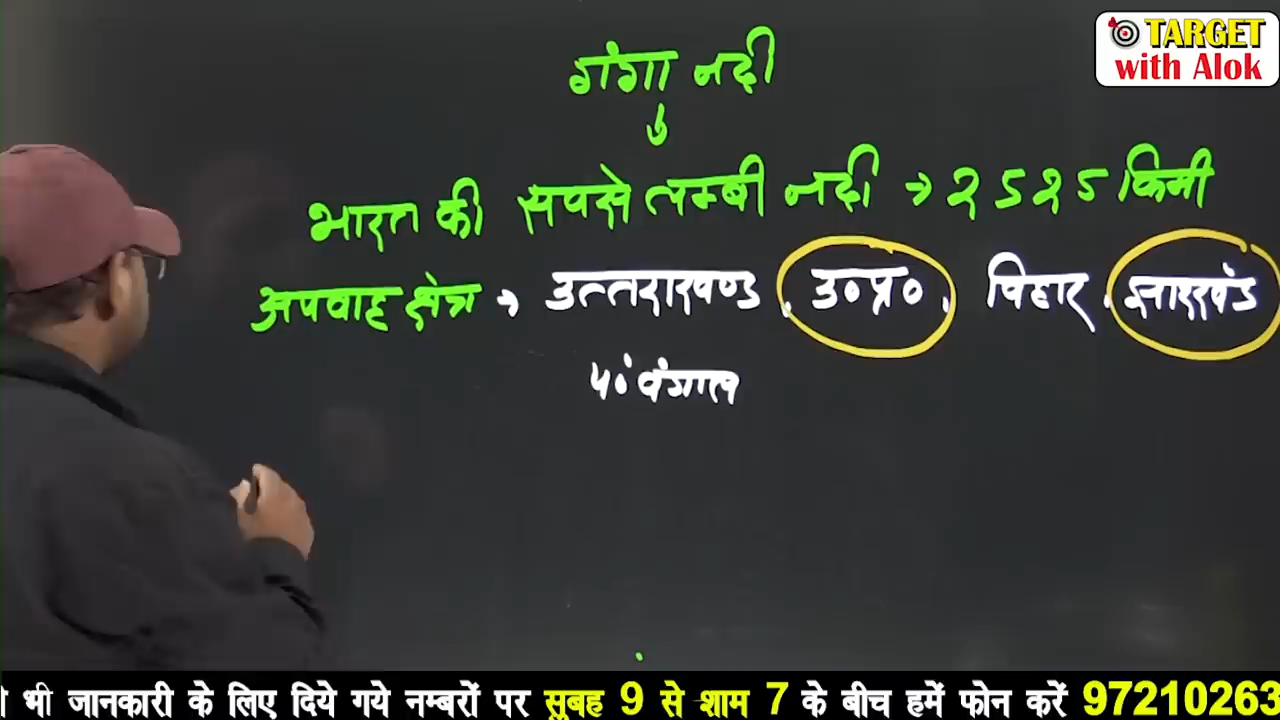 TARGET
with Alok
गंगा नदी
भारत की सबसे लम्बी नदी → 2525 किमी
अपवाह क्षेत्र → उत्तराखण्ड, उ०प्र०, बिहार, झारखंड
प० बंगाल
भी जानकारी के लिए दिये गये नम्बरों पर सुबह 9 से शाम 7 के बीच हमें फोन करें 97210263